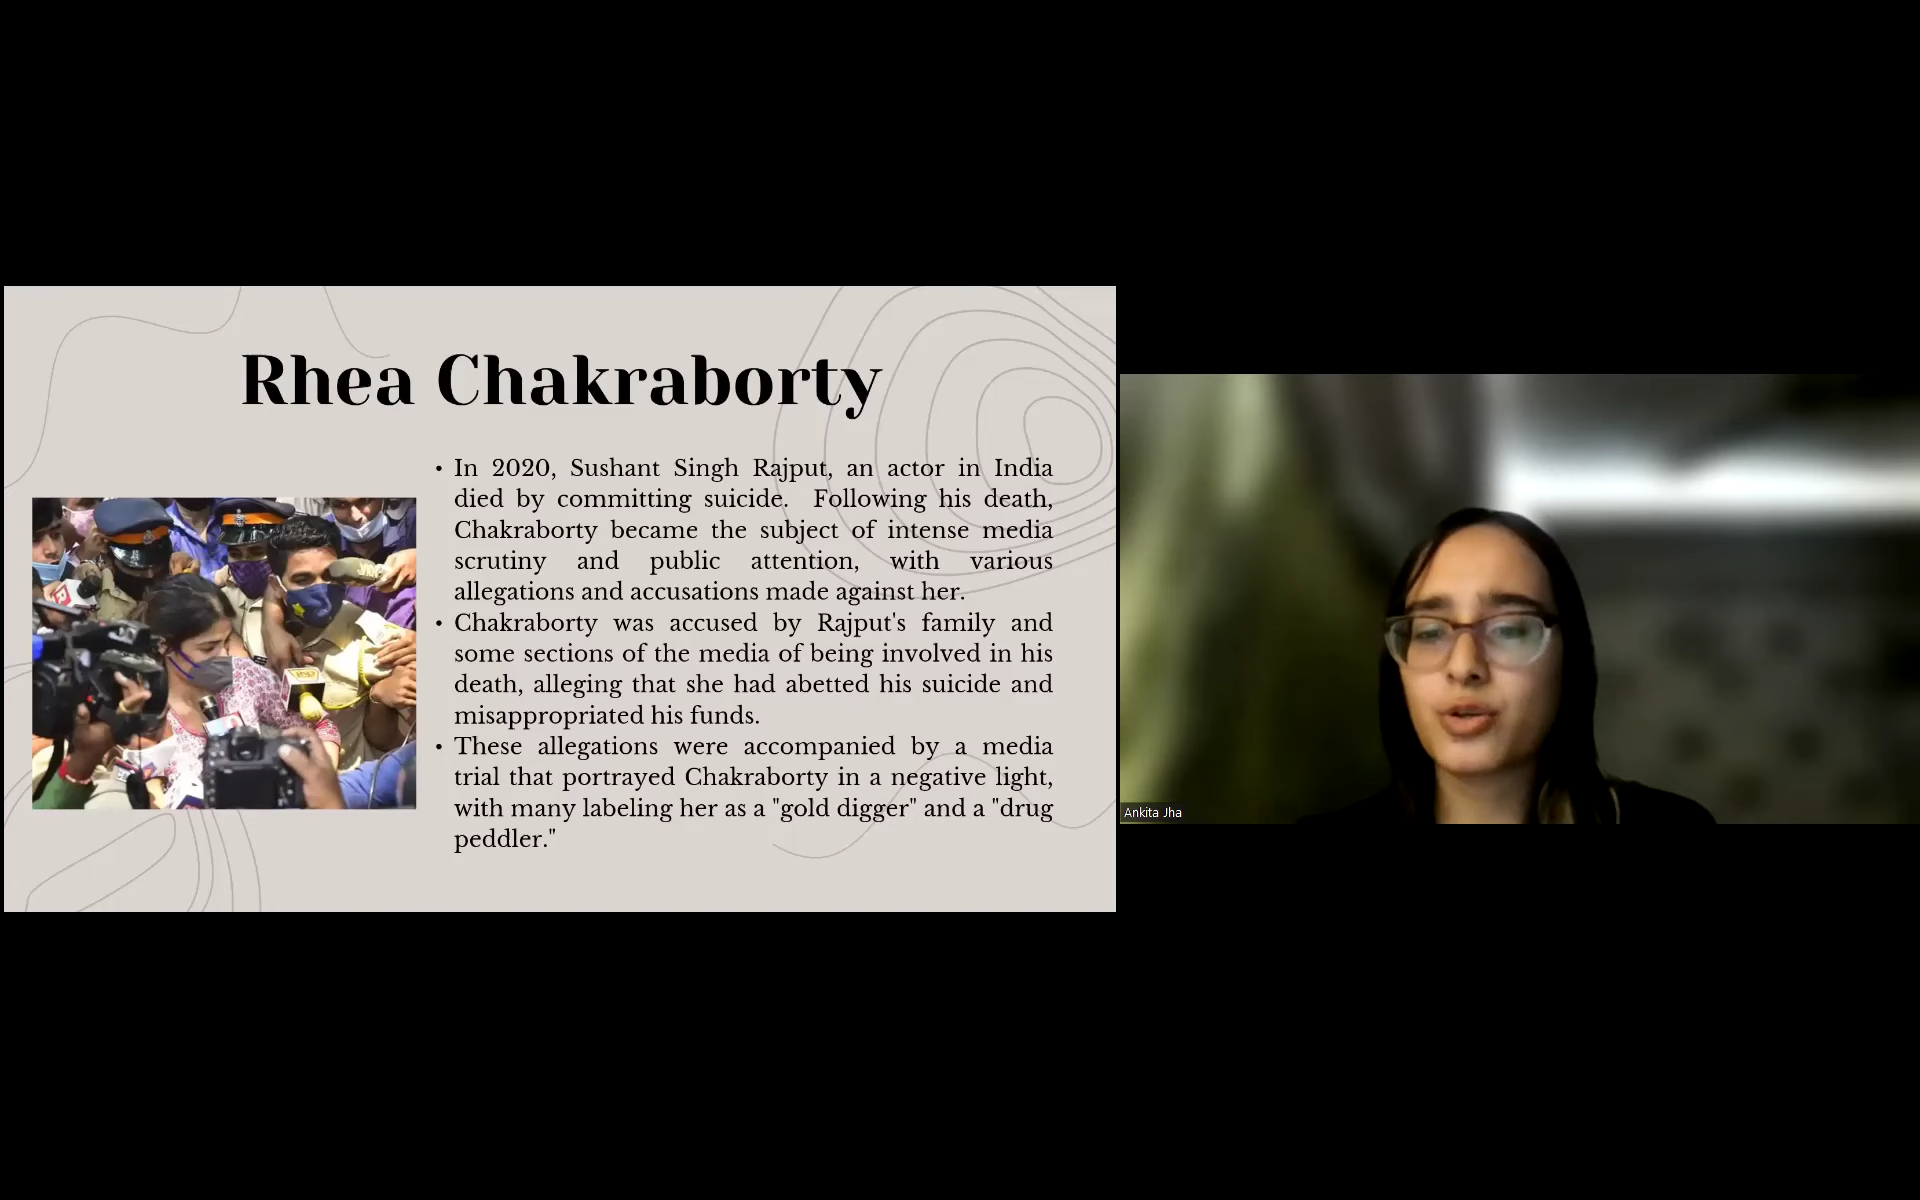 Rhea Chakraborty
• In 2020, Sushant Singh Rajput, an actor in India
died by committing suicide.  Following his death,
Chakraborty became the subject of intense media
scrutiny and public attention, with various
allegations and accusations made against her.
• Chakraborty was accused by Rajput's family and
some sections of the media of being involved in his
death, alleging that she had abetted his suicide and
misappropriated his funds.
• These allegations were accompanied by a media
trial that portrayed Chakraborty in a negative light,
with many labeling her as a "gold digger" and a "drug
peddler."
Ankita Jha